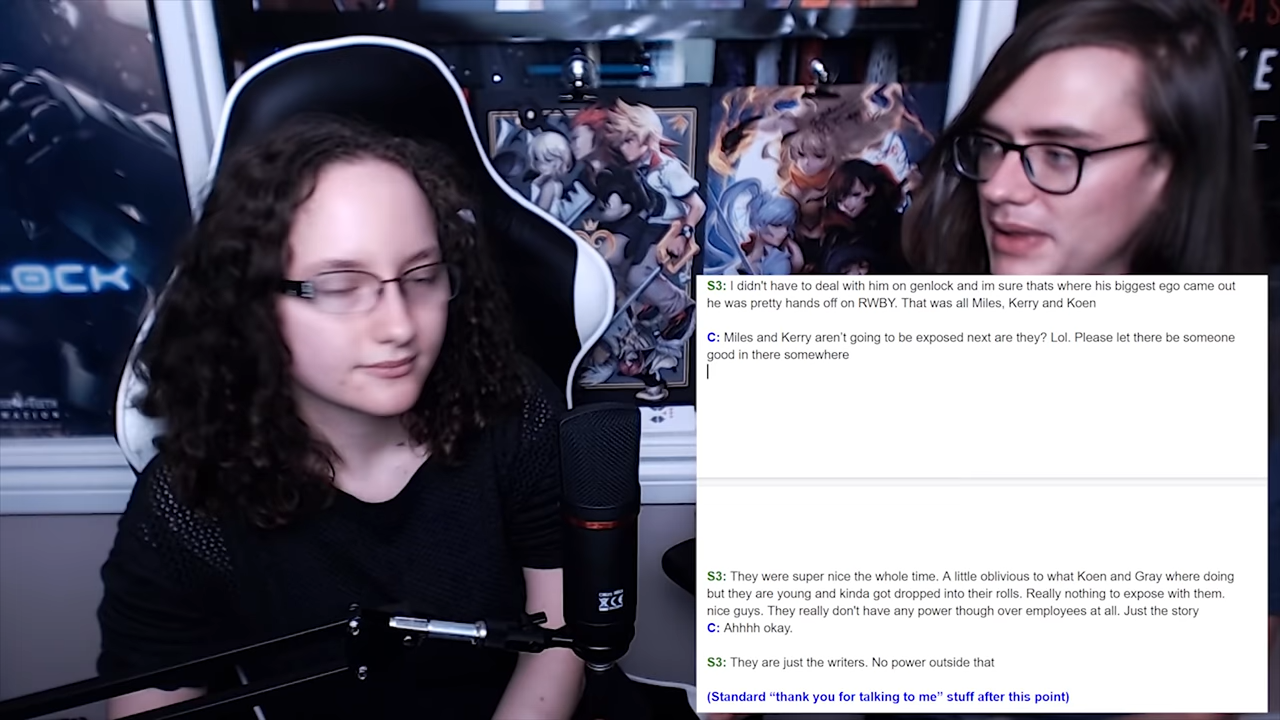 LOCK
S3: I didn't have to deal with him on genlock and im sure thats where his biggest ego came out
he was pretty hands off on RWBY. That was all Miles, Kerry and Koen
C: Miles and Kerry aren't going to be exposed next are they? Lol. Please let there be someone
good in there somewhere
S3: They were super nice the whole time. A little oblivious to what Koen and Gray where doing
but they are young and kinda got dropped into their rolls. Really nothing to expose with them.
nice guys. They really don't have any power though over employees at all. Just the story
C: Ahhhh okay.
S3: They are just the writers. No power outside that
(Standard “thank you for talking to me” stuff after this point)